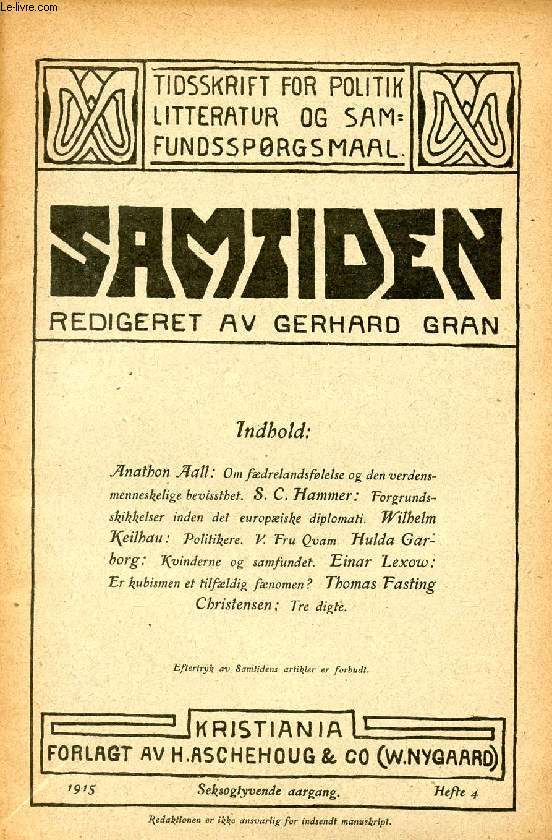 Le-livre.com
TIDSSKRIFT FOR POLITIK
LITTERATUR OG SAM=
FUNDSSPØRGSMAAL.
SAMTIDEN
REDIGERET AV GERHARD GRAN
Indhold:
Anathon Aall: Om fædrelandsfølelse og den verdens-
menneskelige bevissthet. S. C. Hammer: Forgrunds-
skikkelser inden det europæiske diplomati. Wilhelm
Keilhau: Politikere. V. Fru Qvam Hulda Gar-
borg: Kvinderne og samfundet. Einar Lexow:
Er kubismen et tilfældig fænomen? Thomas Fasting
Christensen: Tre digte.
Eftertryk av Samtidens artikler er forbudt.
KRISTIANIA
FORLAGT AV H. ASCHEHOUG & CO (W. NYGAARD)
1915 Seksogtyvende aargang. Hefte 4
Redaktionen er ikke ansvarlig for indsendt manuskript.